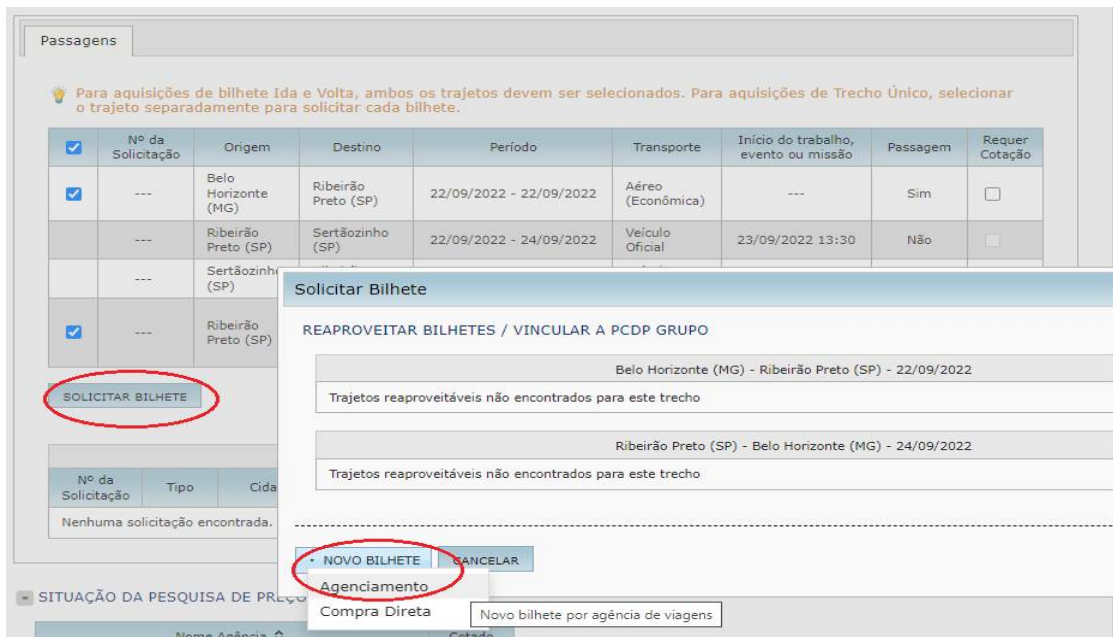 Passagens
Para aquisições de bilhete Ida e Volta, ambos os trajetos devem ser selecionados. Para aquisições de Trecho Único, selecionar
o trajeto separadamente para solicitar cada bilhete.
Nº da Solicitação Origem Destino Período Transporte Início do trabalho, evento ou missão Passagem Requer Cotação
--- Belo Horizonte (MG) Ribeirão Preto (SP) 22/09/2022 - 22/09/2022 Aéreo (Econômica) --- Sim
--- Ribeirão Preto (SP) Sertãozinho (SP) 22/09/2022 - 24/09/2022 Veículo Oficial 23/09/2022 13:30 Não
--- Sertãozinho (SP)
--- Ribeirão Preto (SP)
SOLICITAR BILHETE
Nº da Solicitação Tipo Cida
Nenhuma solicitação encontrada.
Solicitar Bilhete
REAPROVEITAR BILHETES / VINCULAR A PCDP GRUPO
Belo Horizonte (MG) - Ribeirão Preto (SP) - 22/09/2022
Trajetos reaproveitáveis não encontrados para este trecho
Ribeirão Preto (SP) - Belo Horizonte (MG) - 24/09/2022
Trajetos reaproveitáveis não encontrados para este trecho
NOVO BILHETE CANCELAR
Agenciamento
Compra Direta
Novo bilhete por agência de viagens
SITUAÇÃO DA PESQUISA DE PREÇO
Nome Agência Cotado